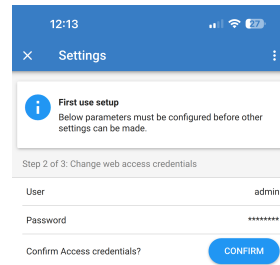 12:13 27
Settings
First use setup
Below parameters must be configured before other
settings can be made.
Step 2 of 3: Change web access credentials
User admin
Password ********
Confirm Access credentials? CONFIRM